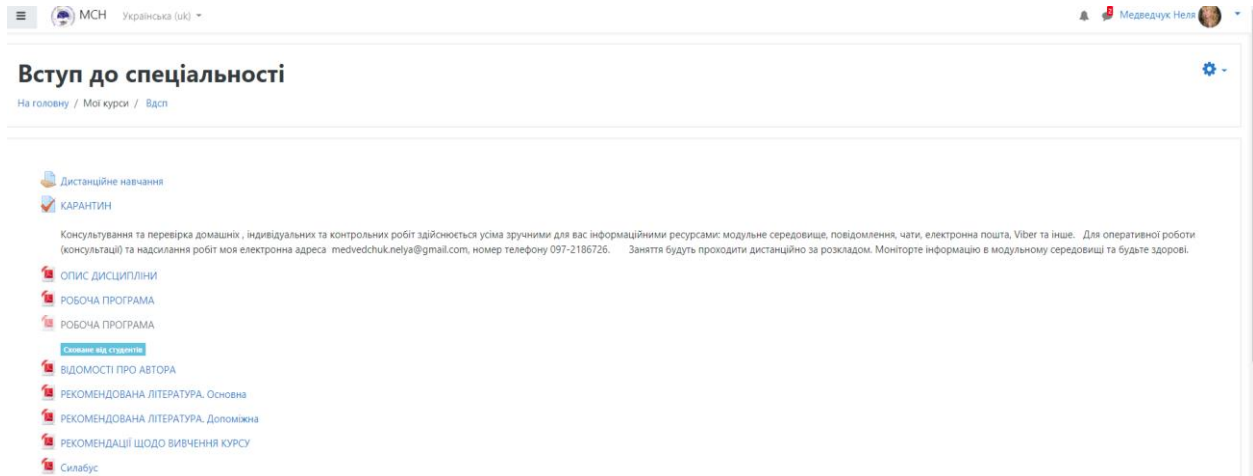 МСН Українська (uk)
2 Медведчук Неля
Вступ до спеціальності
На головну / Мої курси / Вдсп
Дистанційне навчання
КАРАНТИН
Консультування та перевірка домашніх , індивідуальних та контрольних робіт здійснюється усіма зручними для вас інформаційними ресурсами: модульне середовище, повідомлення, чати, електронна пошта, Viber та інше. Для оперативної роботи
(консультації) та надсилання робіт моя електронна адреса medvedchuk.nelya@gmail.com, номер телефону 097-2186726. Заняття будуть проходити дистанційно за розкладом. Моніторте інформацію в модульному середовищі та будьте здорові.
ОПИС ДИСЦИПЛІНИ
РОБОЧА ПРОГРАМА
РОБОЧА ПРОГРАМА
Сховане від студентів
ВІДОМОСТІ ПРО АВТОРА
РЕКОМЕНДОВАНА ЛІТЕРАТУРА. Основна
РЕКОМЕНДОВАНА ЛІТЕРАТУРА. Допоміжна
РЕКОМЕНДАЦІЇ ЩОДО ВИВЧЕННЯ КУРСУ
Силабус